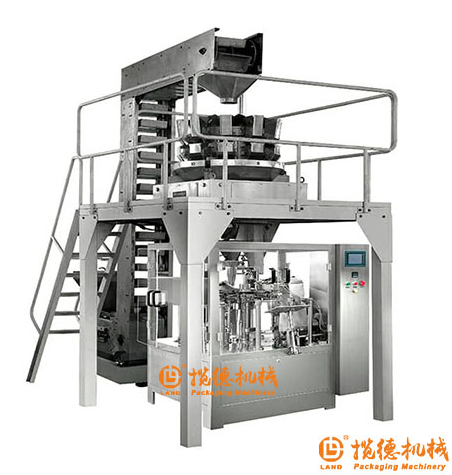 揽德机械
LAND Packaging Machinery
揽德机械
LAND Packaging Machinery